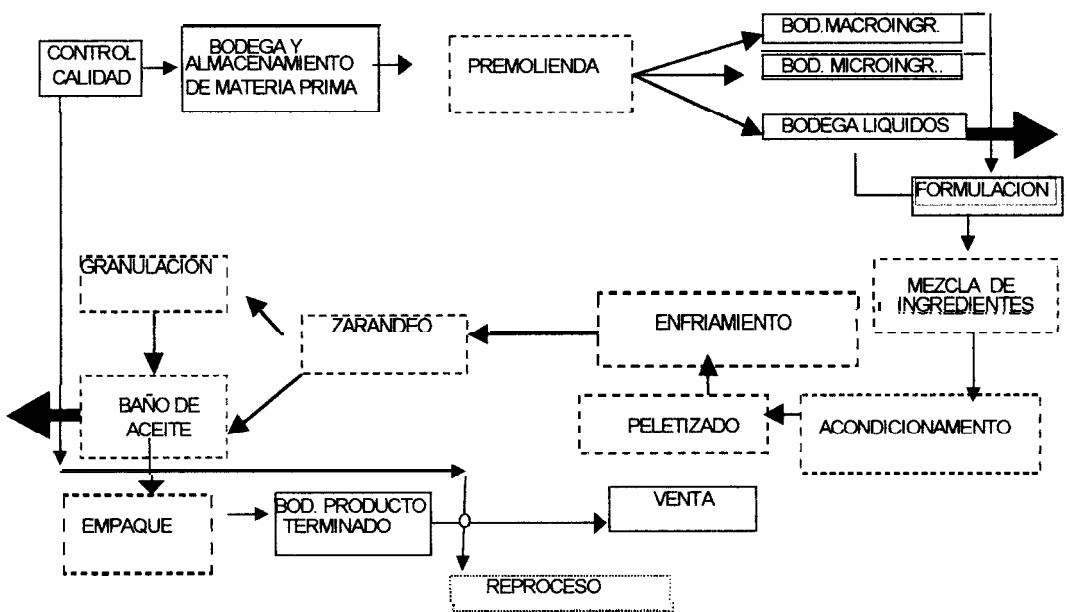 CONTROL
CALIDAD
BODEGA Y
ALMACENAMIENTO
DE MATERIA PRIMA
PREMOLIENDA
BOD.MACROINGR.
BOD. MICROINGR..
BODEGA LIQUIDOS
FORMULACION
GRANULACION
MEZCLA DE
INGREDIENTES
ZARANDEO
ENFRIAMIENTO
BAÑO DE
ACEITE
PELETIZADO
ACONDICIONAMENTO
EMPAQUE
BOD. PRODUCTO
TERMINADO
VENTA
REPROCESO